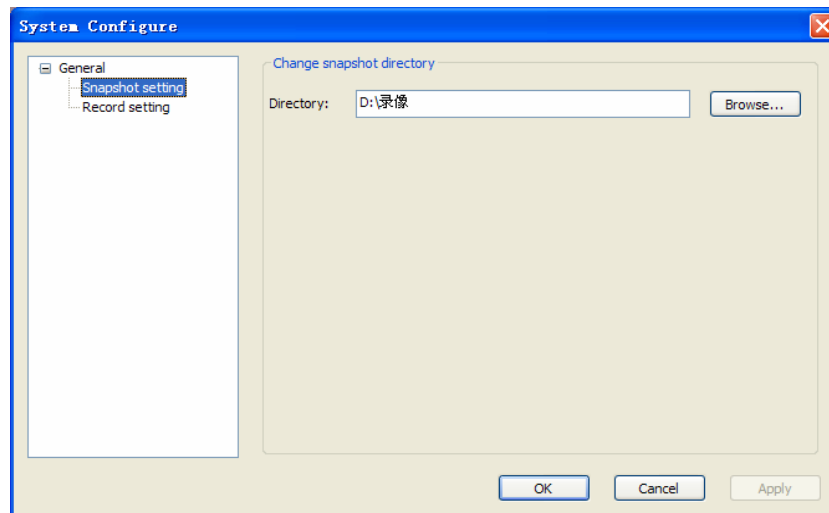 System Configure
General
Snapshot setting
Record setting
Change snapshot directory
Directory: D:\录像 Browse...
OK Cancel Apply